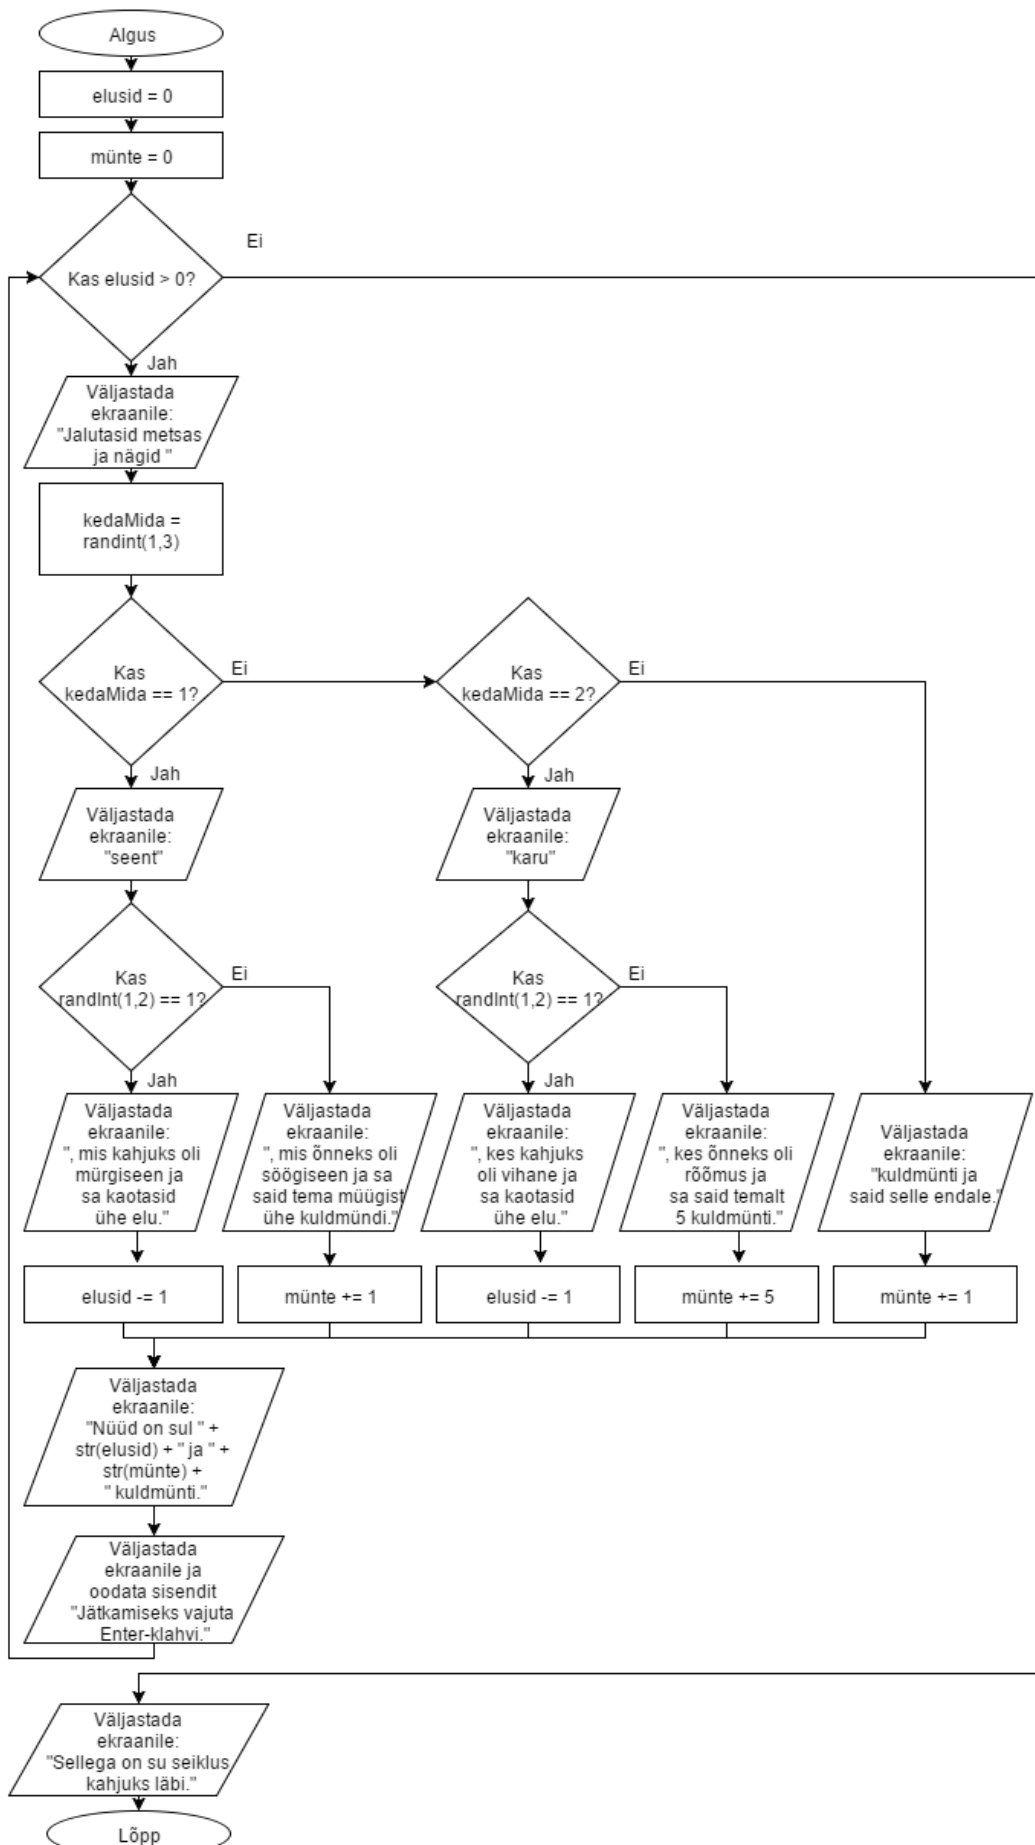 Algus
elusid = 0
münte = 0
Kas elusid > 0?
Ei
Jah
Väljastada
ekraanile:
"Jalutasid metsas
ja nägid "
kedaMida =
randint(1,3)
Kas
kedaMida == 1?
Ei
Kas
kedaMida == 2?
Ei
Jah
Jah
Väljastada
ekraanile:
"seent"
Väljastada
ekraanile:
"karu"
Kas
randInt(1,2) == 1?
Ei
Kas
randInt(1,2) == 1?
Ei
Jah
Jah
Väljastada
ekraanile:
", mis kahjuks oli
mürgiseen ja
sa kaotasid
ühe elu."
Väljastada
ekraanile:
", mis õnneks oli
söögiseen ja sa
said tema müügist
ühe kuldmündi."
Väljastada
ekraanile:
", kes kahjuks
oli vihane ja
sa kaotasid
ühe elu."
Väljastada
ekraanile:
", kes õnneks oli
rõõmus ja
sa said temalt
5 kuldmünti."
Väljastada
ekraanile:
"kuldmünti ja
said selle endale."
elusid -= 1
münte += 1
elusid -= 1
münte += 5
münte += 1
Väljastada
ekraanile:
"Nüüd on sul " +
str(elusid) + " ja " +
str(münte) +
" kuldmünti."
Väljastada
ekraanile ja
oodata sisendit
"Jätkamiseks vajuta
Enter-klahvi."
Väljastada
ekraanile:
"Sellega on su seiklus
kahjuks läbi."
Lõpp